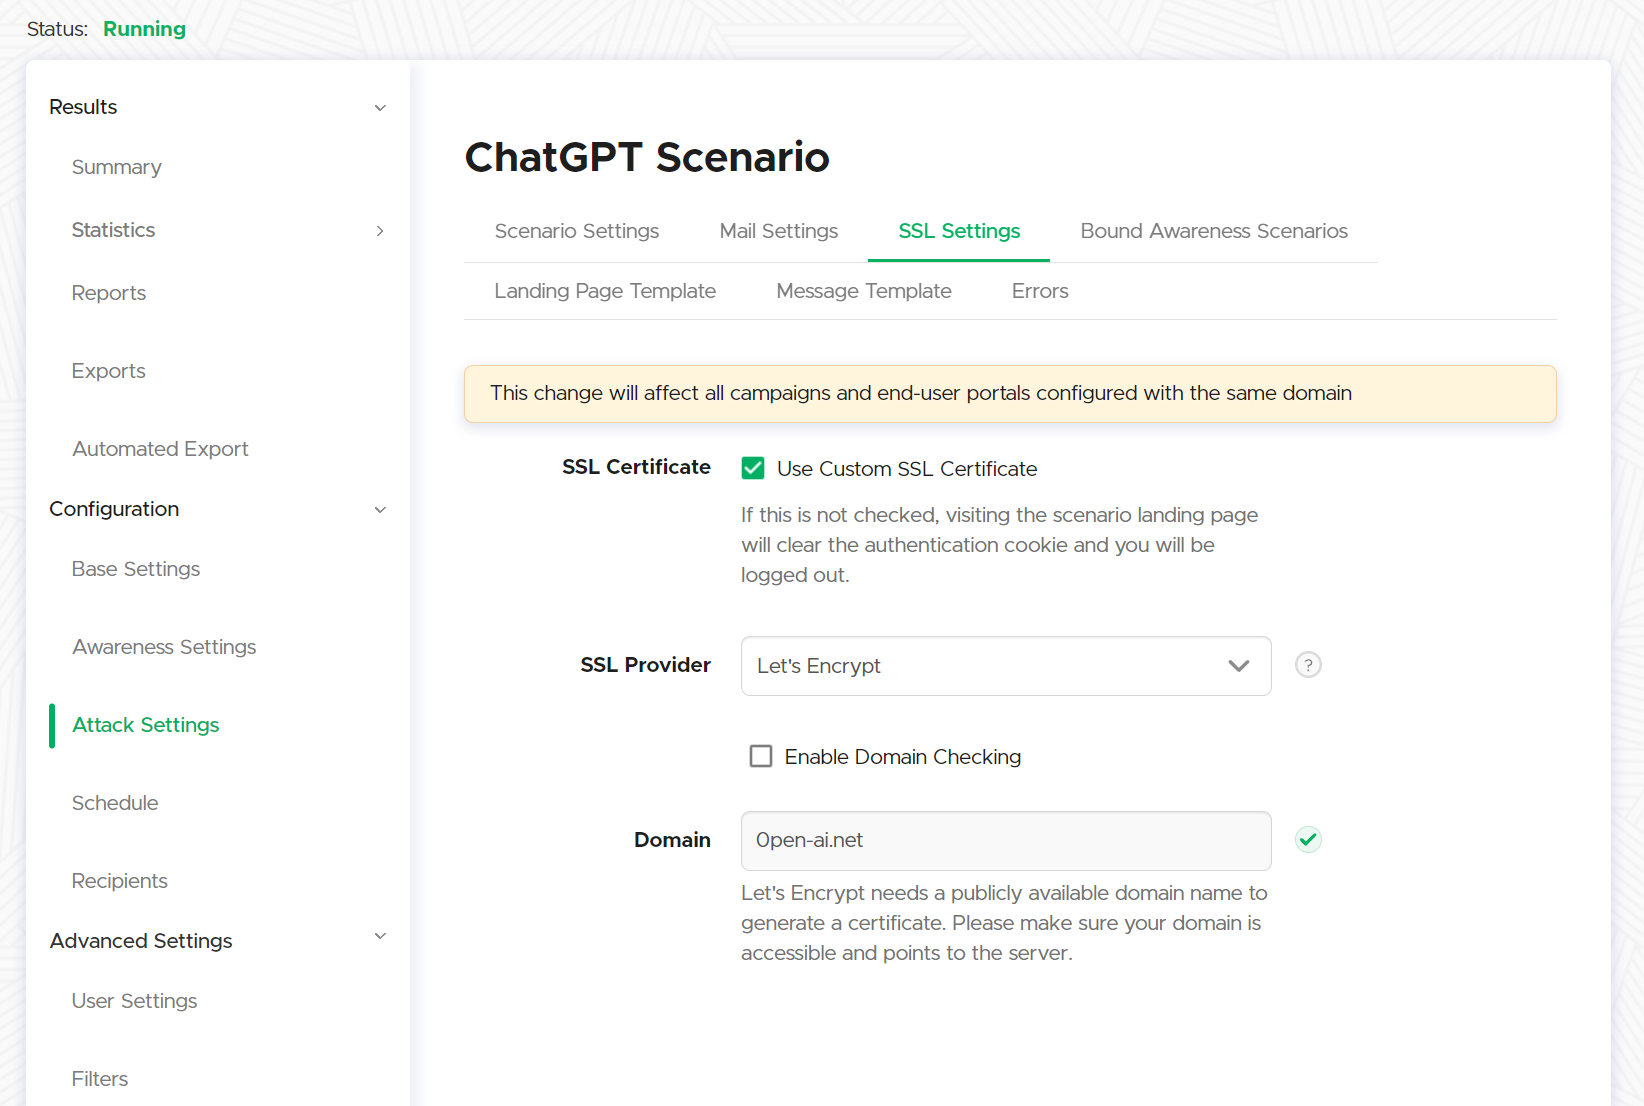 Status: Running
Results
Summary
Statistics
Reports
Exports
Automated Export
Configuration
Base Settings
Awareness Settings
Attack Settings
Schedule
Recipients
Advanced Settings
User Settings
Filters
ChatGPT Scenario
Scenario Settings Mail Settings SSL Settings Bound Awareness Scenarios
Landing Page Template Message Template Errors
This change will affect all campaigns and end-user portals configured with the same domain
SSL Certificate Use Custom SSL Certificate
If this is not checked, visiting the scenario landing page
will clear the authentication cookie and you will be
logged out.
SSL Provider Let's Encrypt ?
Enable Domain Checking
Domain 0pen-ai.net
Let's Encrypt needs a publicly available domain name to
generate a certificate. Please make sure your domain is
accessible and points to the server.